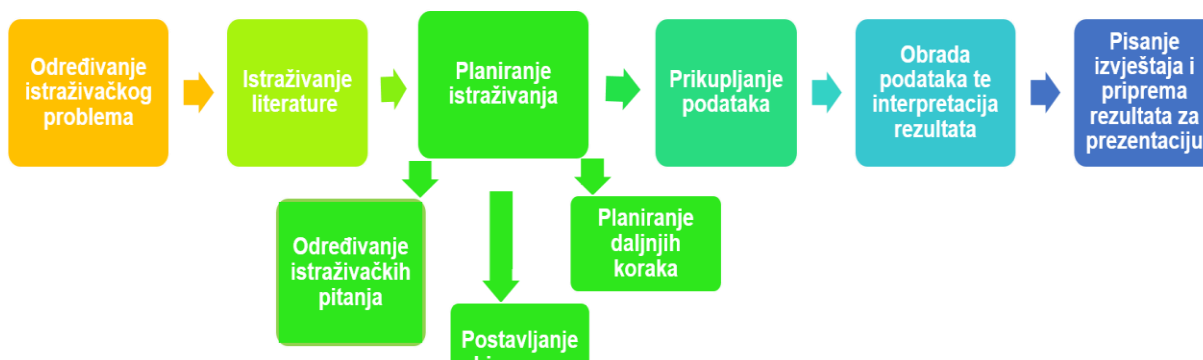 Određivanje
istraživačkog
problema
Istraživanje
literature
Planiranje
istraživanja
Prikupljanje
podataka
Obrada
podataka te
interpretacija
rezultata
Pisanje
izvještaja i
priprema
rezultata za
prezentaciju
Određivanje
istraživačkih
pitanja
Postavljanje
Planiranje
daljnjih
koraka